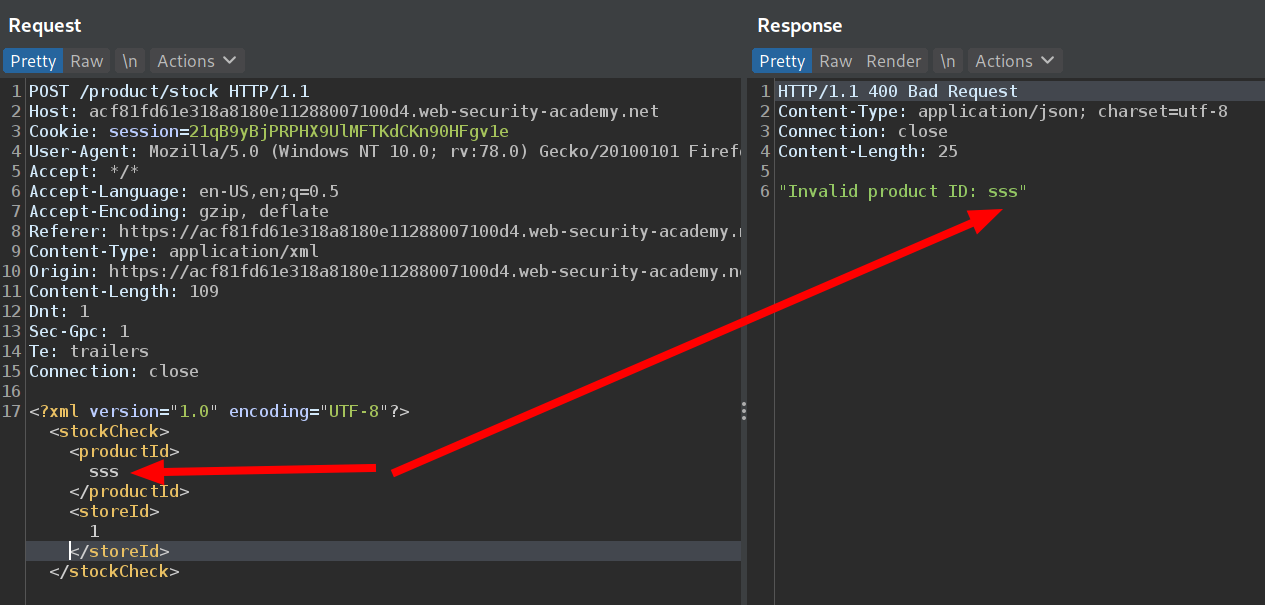 Request
Pretty Raw \n Actions
1 POST /product/stock HTTP/1.1
2 Host: acf81fd61e318a8180e11288007100d4.web-security-academy.net
3 Cookie: session=21qB9yBjPRPHX9UlMFTKdCKn90HFgv1e
4 User-Agent: Mozilla/5.0 (Windows NT 10.0; rv:78.0) Gecko/20100101 Firef
5 Accept: */*
6 Accept-Language: en-US,en;q=0.5
7 Accept-Encoding: gzip, deflate
8 Referer: https://acf81fd61e318a8180e11288007100d4.web-security-academy.n
9 Content-Type: application/xml
10 Origin: https://acf81fd61e318a8180e11288007100d4.web-security-academy.ne
11 Content-Length: 109
12 Dnt: 1
13 Sec-Gpc: 1
14 Te: trailers
15 Connection: close
16
17 <?xml version="1.0" encoding="UTF-8"?>
<stockCheck>
<productId>
sss
</productId>
<storeId>
1
</storeId>
</stockCheck>
Response
Pretty Raw Render \n Actions
1 HTTP/1.1 400 Bad Request
2 Content-Type: application/json; charset=utf-8
3 Connection: close
4 Content-Length: 25
5
6 "Invalid product ID: sss"